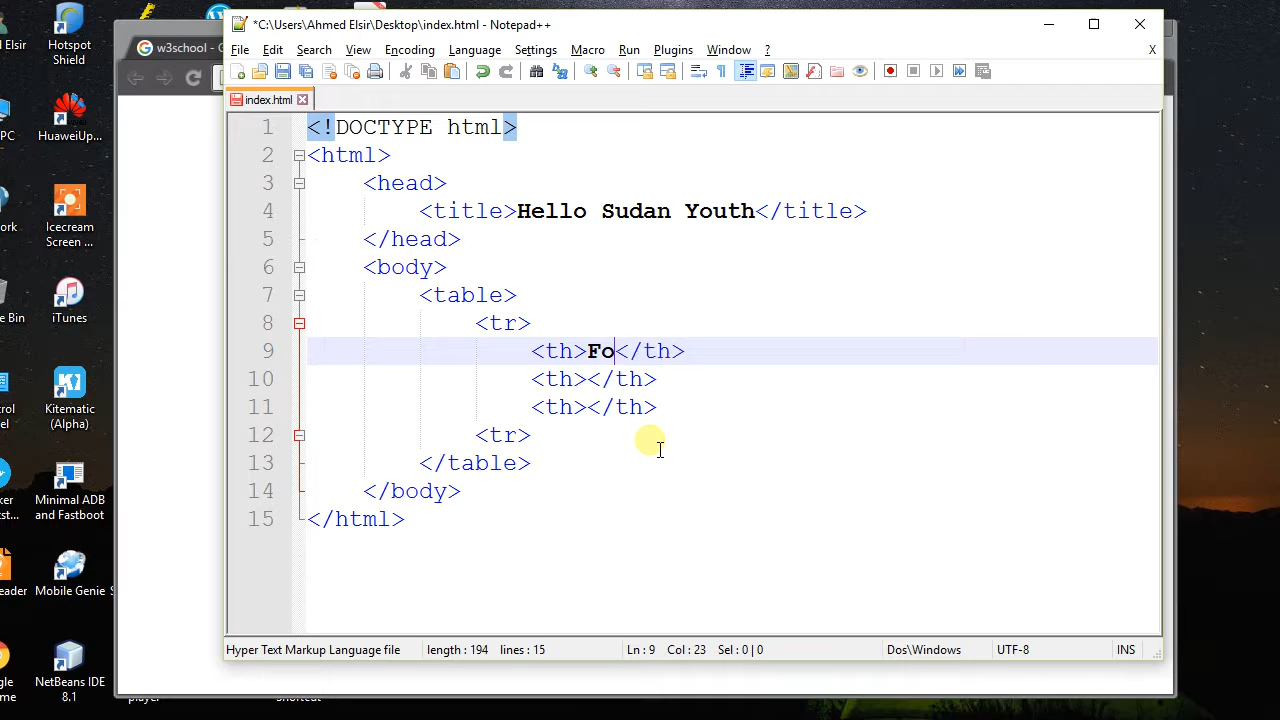 *C:\Users\Ahmed Elsir\Desktop\index.html - Notepad++
File Edit Search View Encoding Language Settings Macro Run Plugins Window ? X
index.html
1 <!DOCTYPE html>
2 <html>
3 <head>
4 <title>Hello Sudan Youth</title>
5 </head>
6 <body>
7 <table>
8 <tr>
9 <th>Fo</th>
10 <th></th>
11 <th></th>
12 <tr>
13 </table>
14 </body>
15 </html>
Hyper Text Markup Language file length : 194 lines : 15 Ln : 9 Col : 23 Sel : 0 | 0 Dos\Windows UTF-8 INS
w3school - G
Elsir
Hotspot
Shield
PC
HuaweiUp...
Icecream
Screen ...
iTunes
Bin
Kitematic
(Alpha)
Minimal ADB
and Fastboot
Mobile Genie
NetBeans IDE
8.1
player
Shortcut